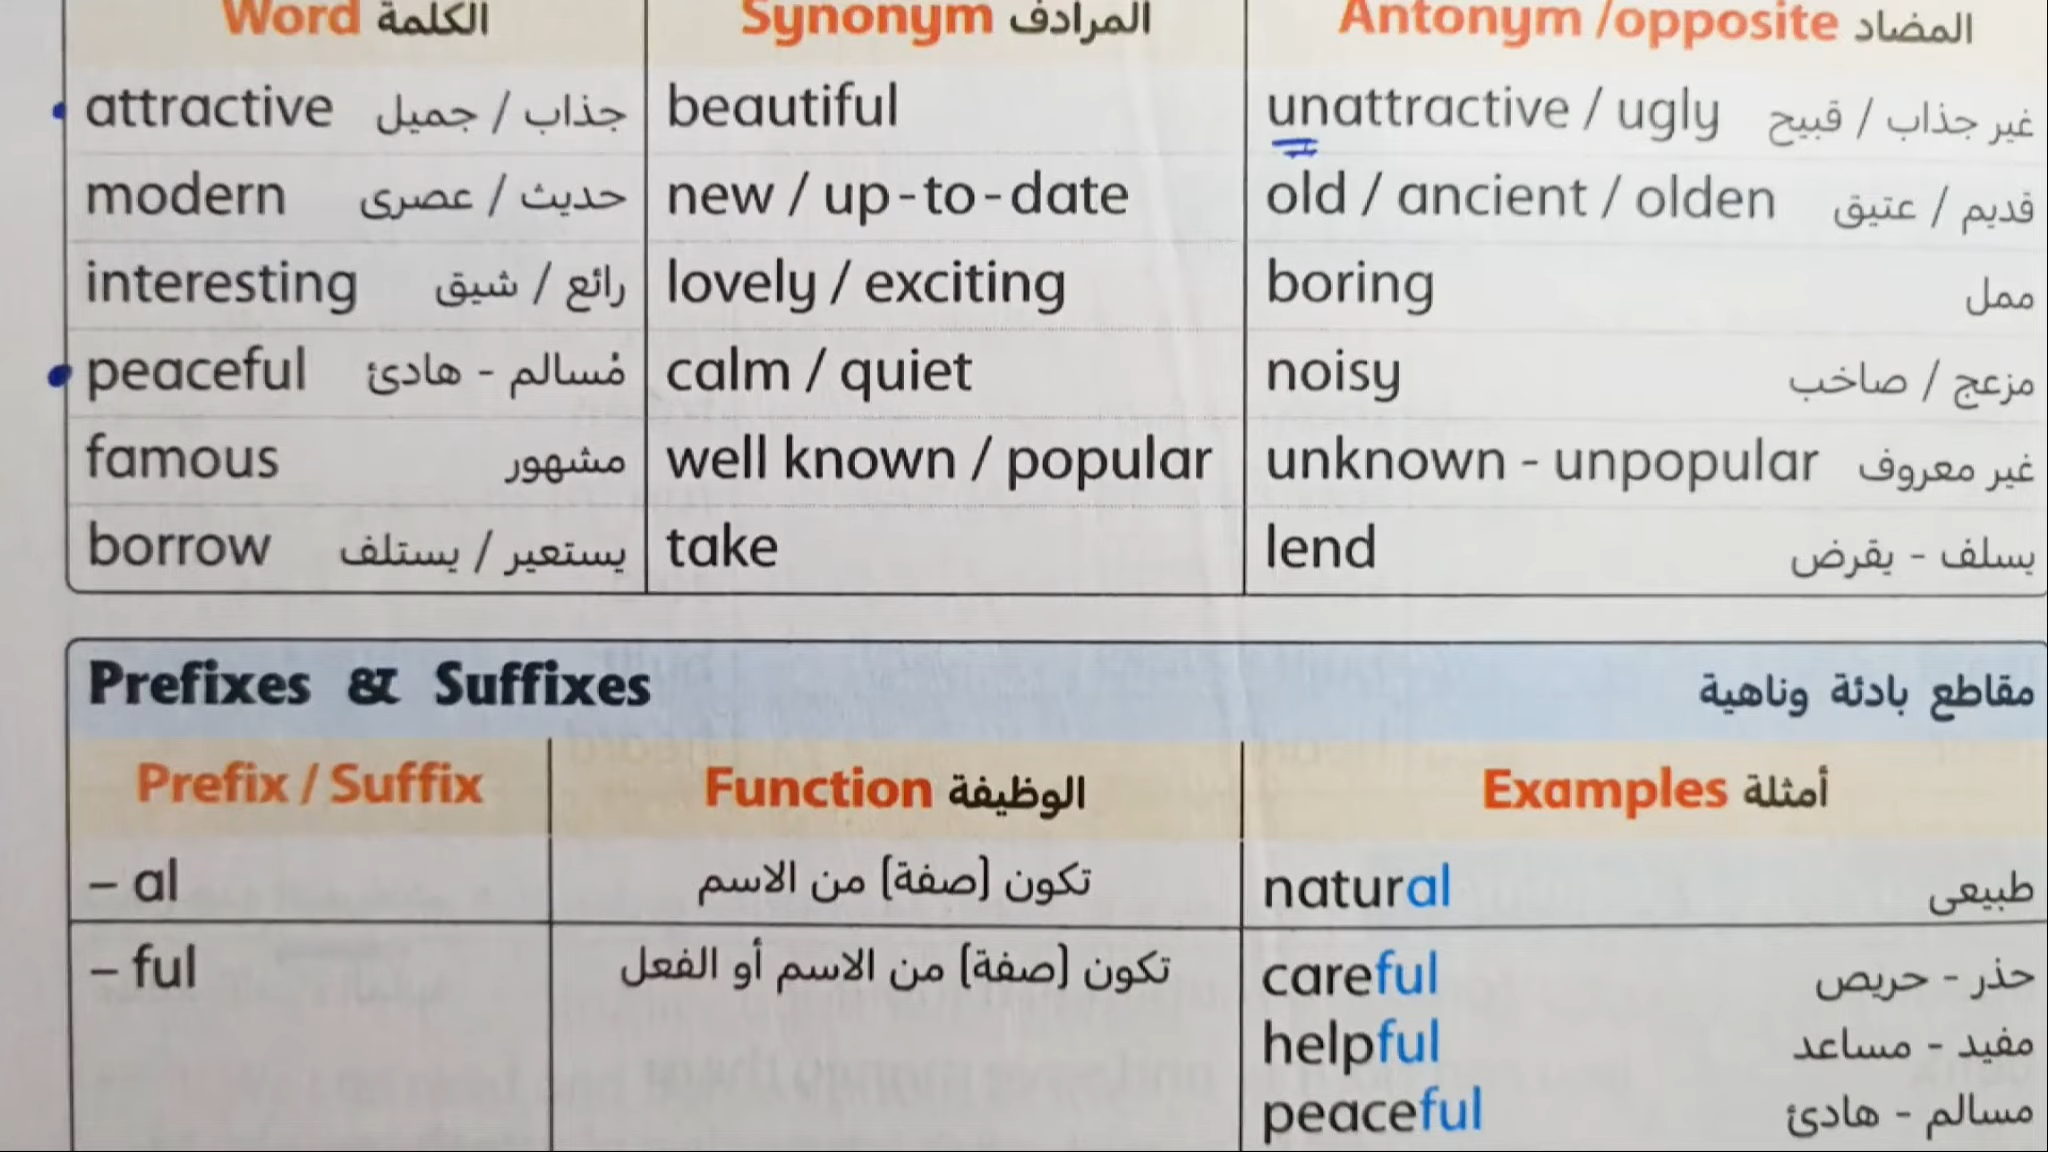 Word الكلمة Synonym المرادف Antonym /opposite المضاد
attractive جذاب / جميل beautiful unattractive / ugly غير جذاب / قبيح
modern حديث / عصرى new / up-to-date old / ancient / olden قديم / عتيق
interesting رائع / شيق lovely / exciting boring ممل
peaceful مُسالم - هادئ calm / quiet noisy مزعج / صاخب
famous مشهور well known / popular unknown - unpopular غير معروف
borrow يستعير / يستلف take lend يسلف - يقرض
Prefixes & Suffixes مقاطع بادئة وناهية
Prefix / Suffix Function الوظيفة Examples أمثلة
– al تكون (صفة) من الاسم natural طبيعى
– ful تكون (صفة) من الاسم أو الفعل careful حذر - حريص
helpful مفيد - مساعد
peaceful مسالم - هادئ